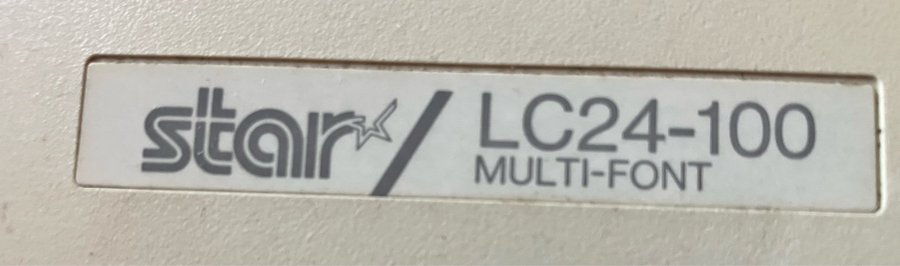 star / LC24-100
MULTI-FONT